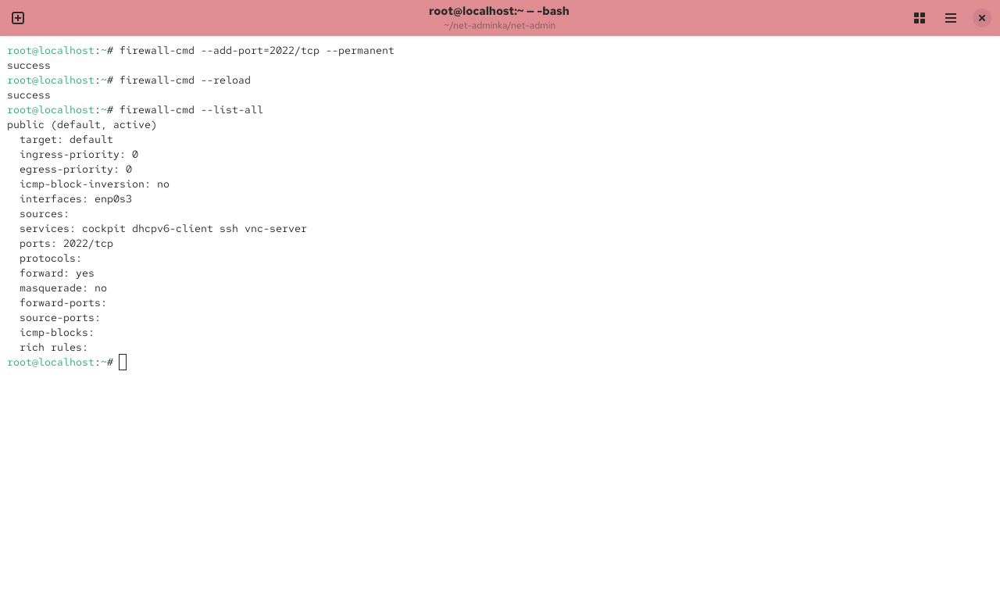 root@localhost:~ — -bash
~/net-adminka/net-admin
root@localhost:~# firewall-cmd --add-port=2022/tcp --permanent
success
root@localhost:~# firewall-cmd --reload
success
root@localhost:~# firewall-cmd --list-all
public (default, active)
  target: default
  ingress-priority: 0
  egress-priority: 0
  icmp-block-inversion: no
  interfaces: enp0s3
  sources:
  services: cockpit dhcpv6-client ssh vnc-server
  ports: 2022/tcp
  protocols:
  forward: yes
  masquerade: no
  forward-ports:
  source-ports:
  icmp-blocks:
  rich rules:
root@localhost:~#